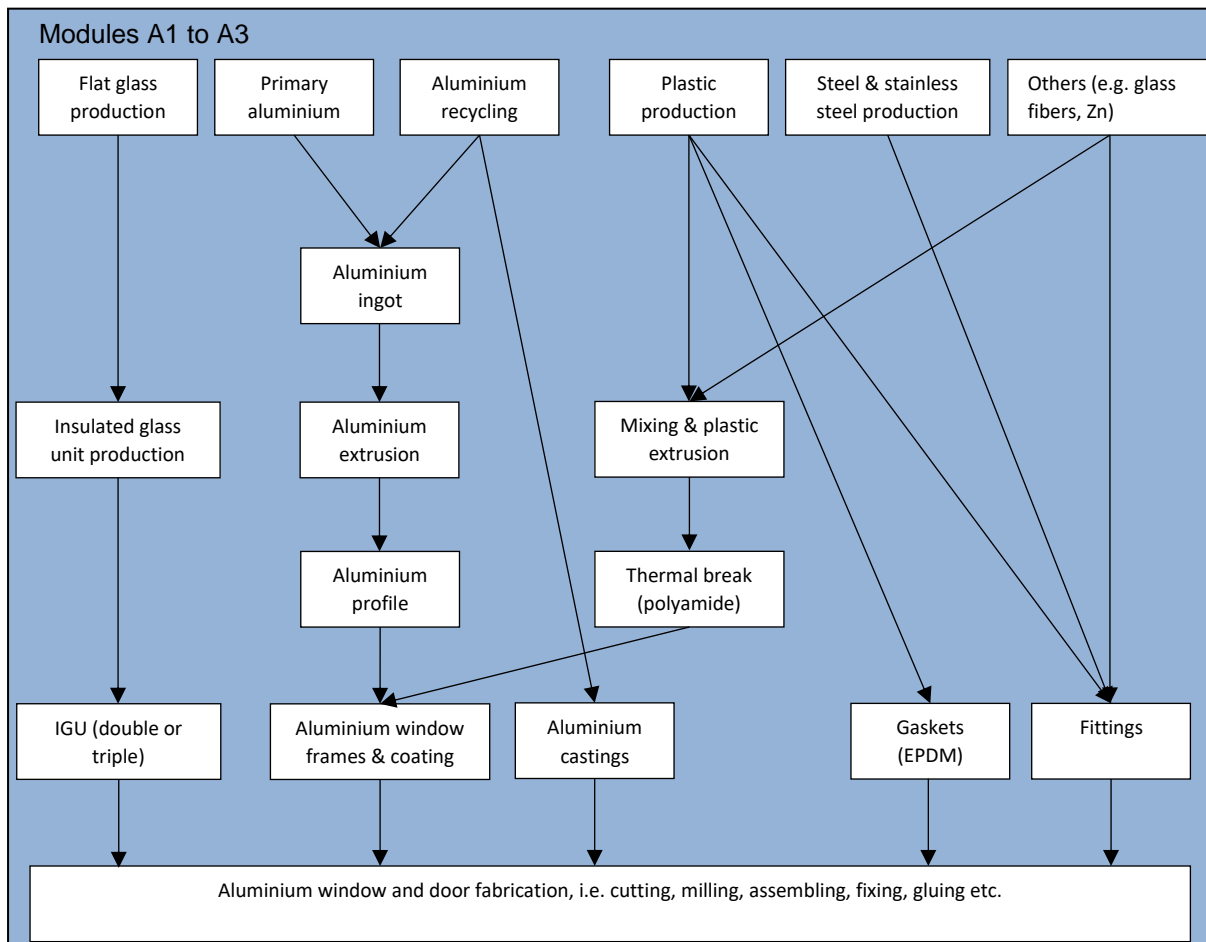 Modules A1 to A3
Flat glass
production
Primary
aluminium
Aluminium
recycling
Plastic
production
Steel & stainless
steel production
Others (e.g. glass
fibers, Zn)
Aluminium
ingot
Insulated glass
unit production
Aluminium
extrusion
Mixing & plastic
extrusion
Aluminium
profile
Thermal break
(polyamide)
IGU (double or
triple)
Aluminium window
frames & coating
Aluminium
castings
Gaskets
(EPDM)
Fittings
Aluminium window and door fabrication, i.e. cutting, milling, assembling, fixing, gluing etc.